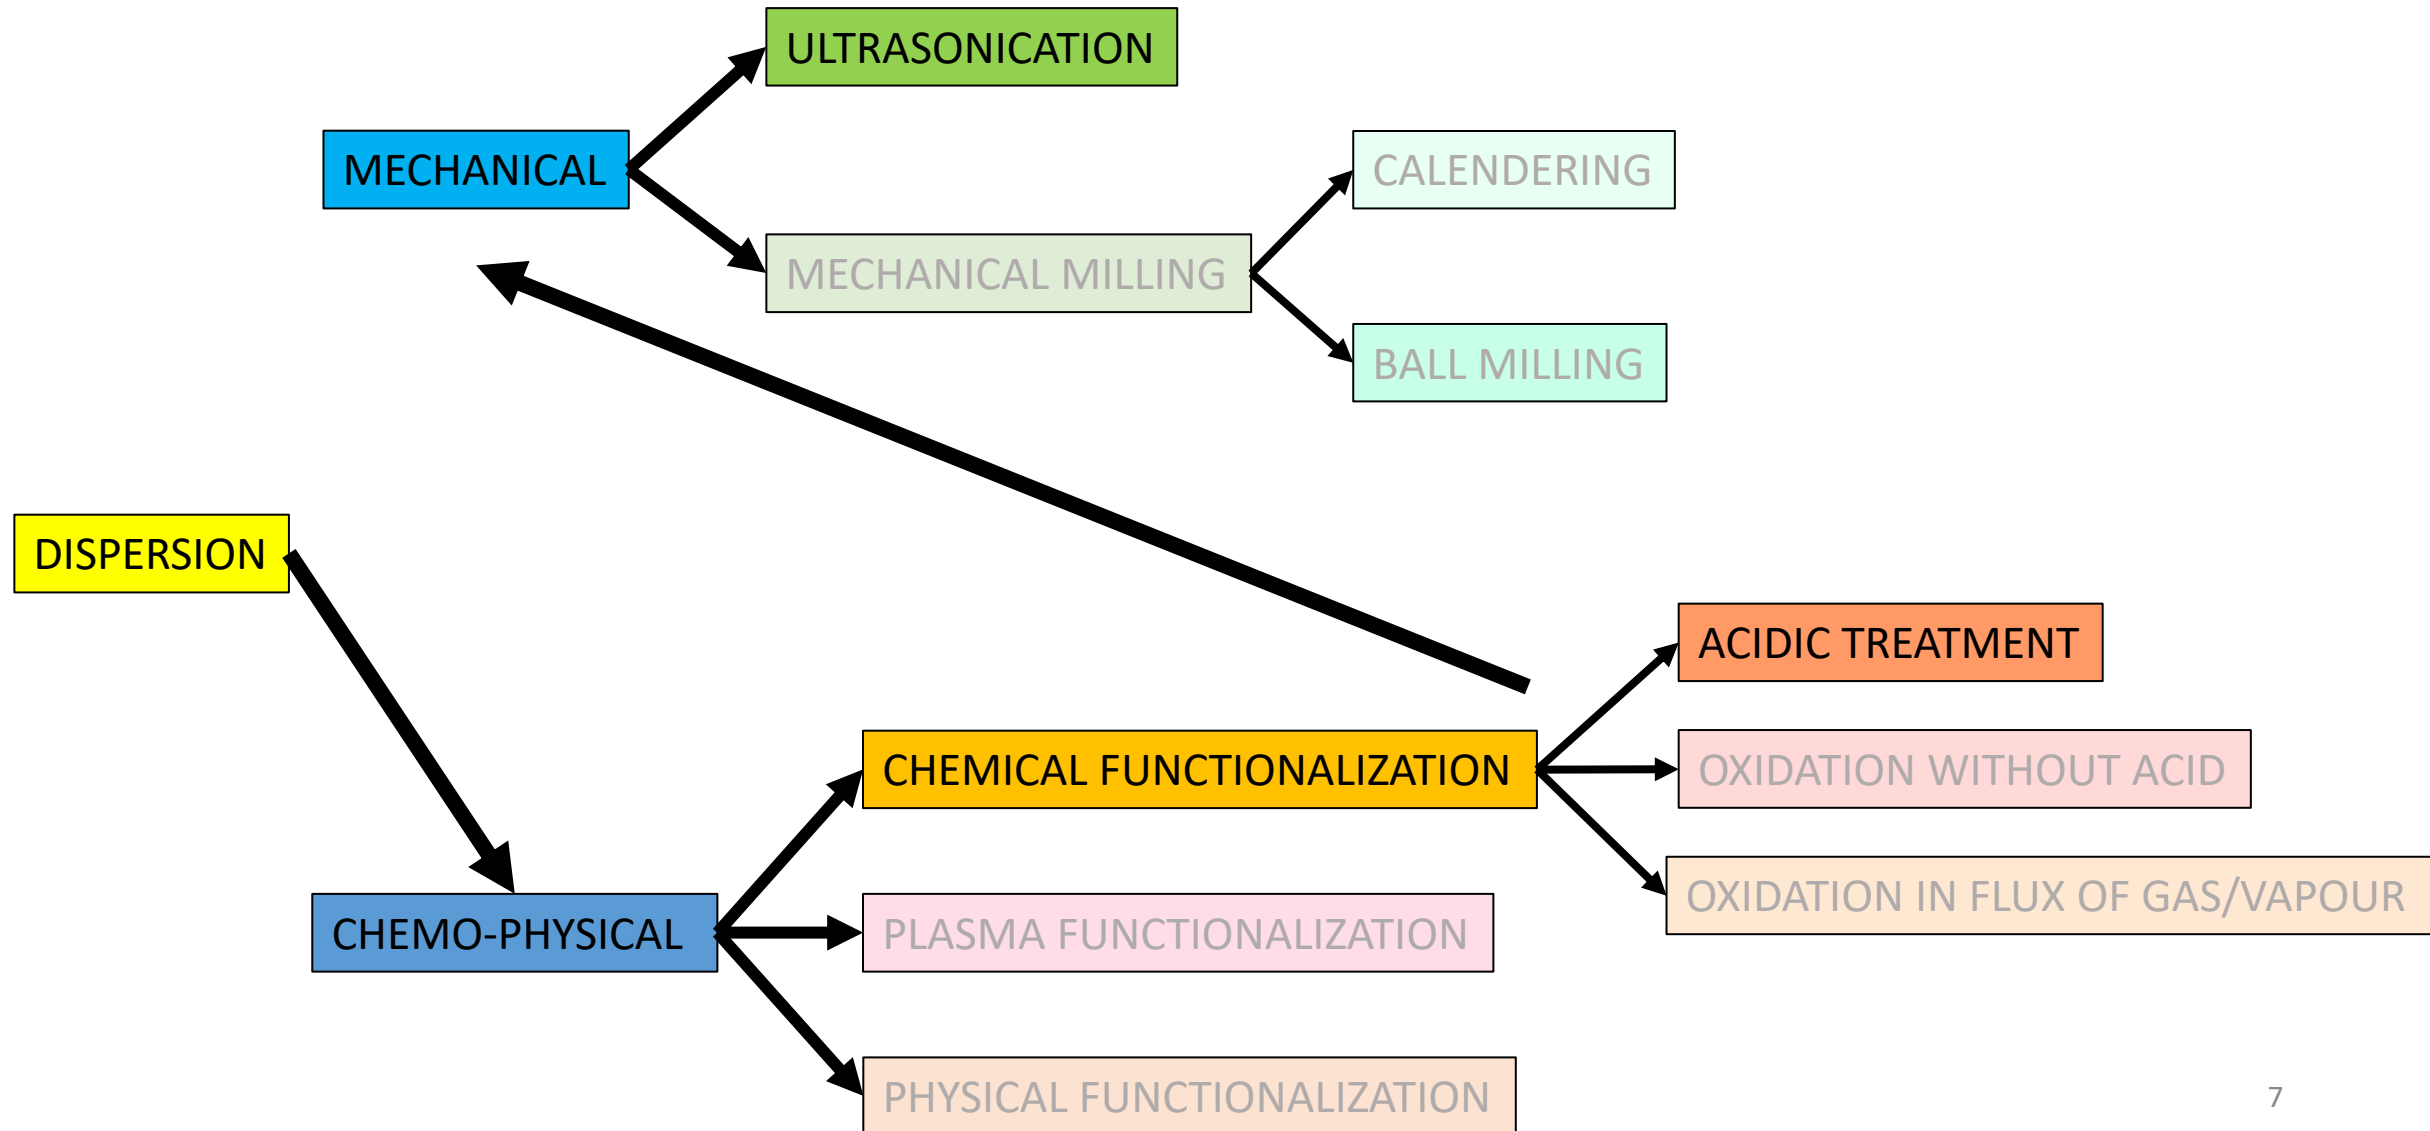 ULTRASONICATION
MECHANICAL
CALENDERING
MECHANICAL MILLING
BALL MILLING
DISPERSION
ACIDIC TREATMENT
CHEMICAL FUNCTIONALIZATION
OXIDATION WITHOUT ACID
OXIDATION IN FLUX OF GAS/VAPOUR
CHEMO-PHYSICAL
PLASMA FUNCTIONALIZATION
PHYSICAL FUNCTIONALIZATION
7